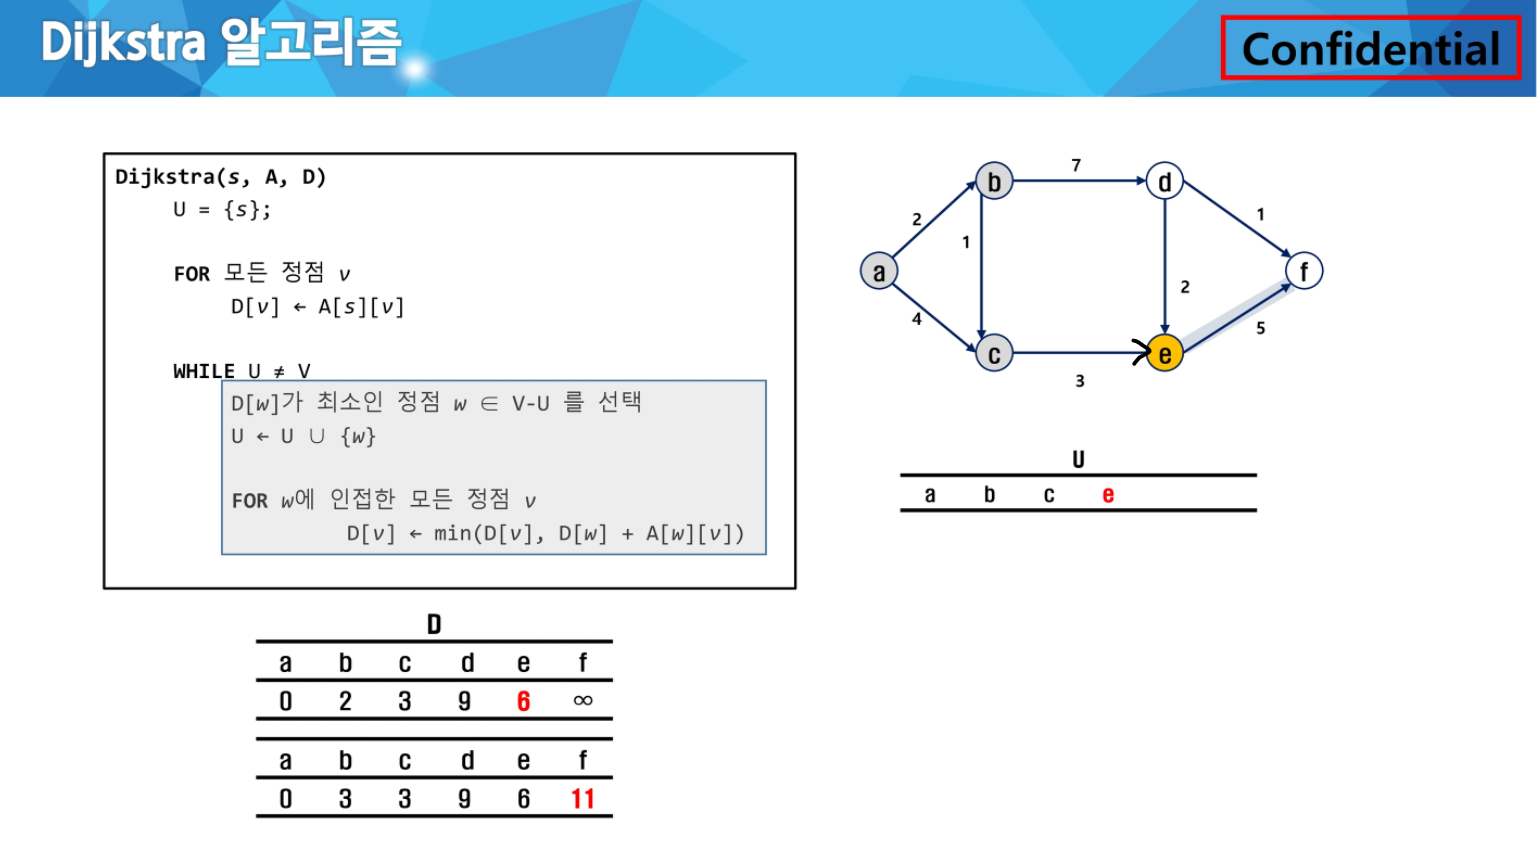 Dijkstra 알고리즘
Confidential
Dijkstra(s, A, D)
U = {s};
FOR 모든 정점 v
D[v] ← A[s][v]
WHILE U ≠ V
D[w]가 최소인 정점 w ∈ V-U 를 선택
U ← U ∪ {w}
FOR w에 인접한 모든 정점 v
D[v] ← min(D[v], D[w] + A[w][v])
b 7 d
2 1 1
a f
4 2 5
c 3 e
U
a b c e
D
a b c d e f
0 2 3 9 6 ∞
a b c d e f
0 3 3 9 6 11